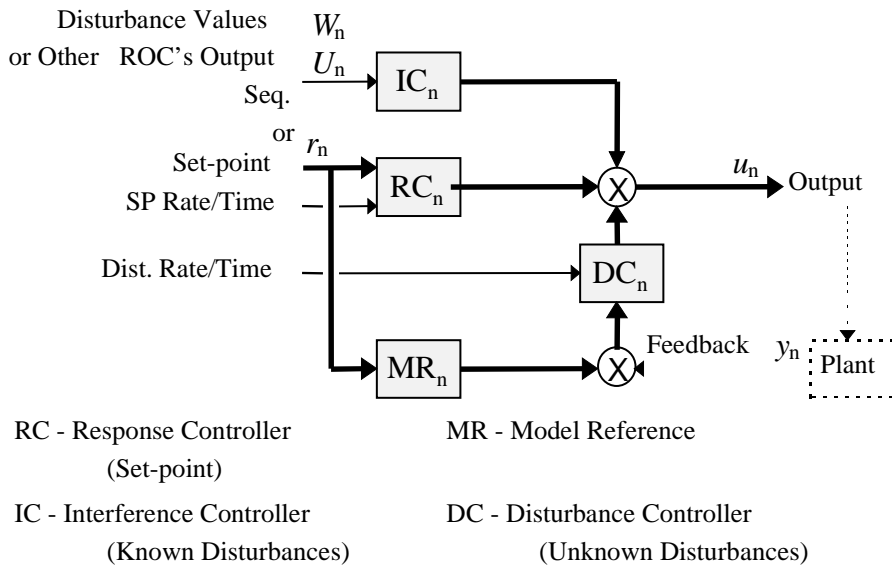 Disturbance Values W_n
or Other ROC's Output U_n
Seq.
or
IC_n
r_n
Set-point
SP Rate/Time
RC_n
X
u_n
Output
Dist. Rate/Time
DC_n
MR_n
X
Feedback
y_n
Plant
RC - Response Controller
(Set-point)
MR - Model Reference
IC - Interference Controller
(Known Disturbances)
DC - Disturbance Controller
(Unknown Disturbances)